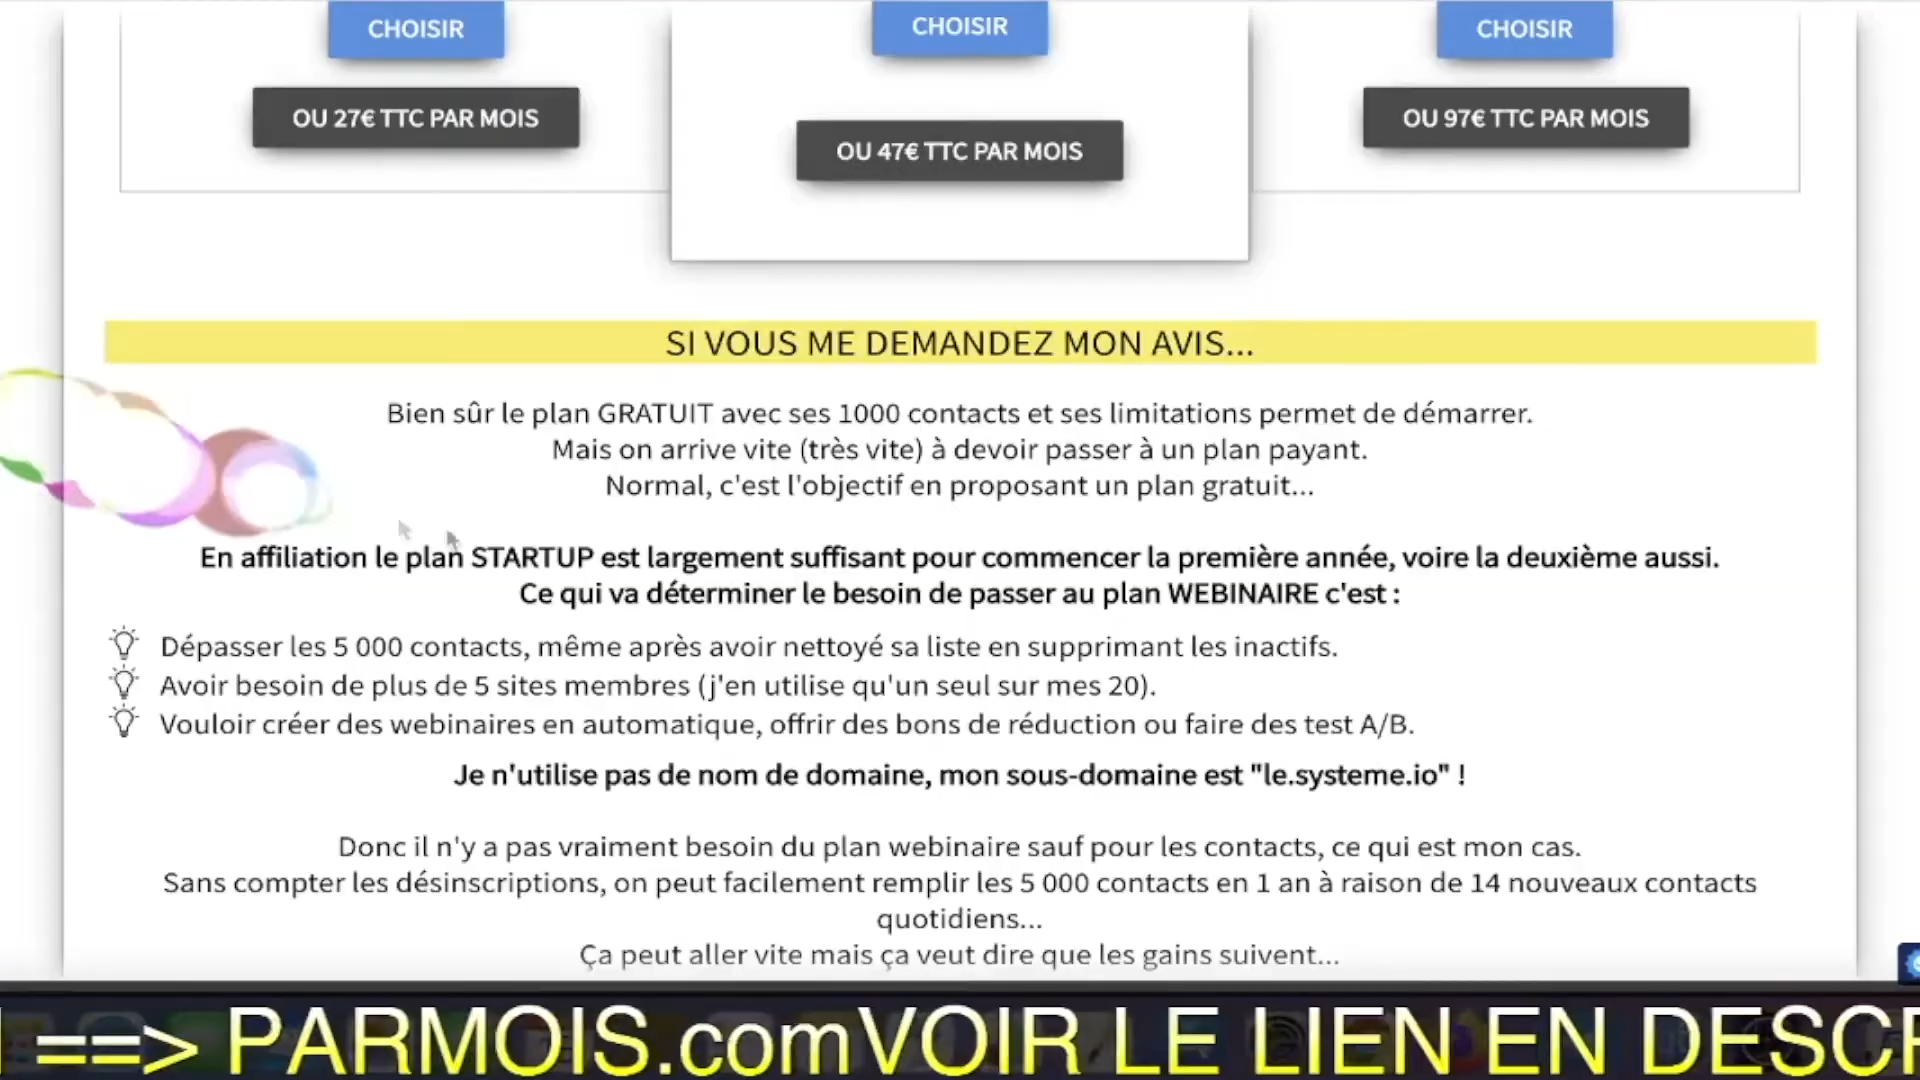 CHOISIR
CHOISIR
CHOISIR
OU 27€ TTC PAR MOIS
OU 47€ TTC PAR MOIS
OU 97€ TTC PAR MOIS
SI VOUS ME DEMANDEZ MON AVIS...
Bien sûr le plan GRATUIT avec ses 1000 contacts et ses limitations permet de démarrer.
Mais on arrive vite (très vite) à devoir passer à un plan payant.
Normal, c'est l'objectif en proposant un plan gratuit...
En affiliation le plan STARTUP est largement suffisant pour commencer la première année, voire la deuxième aussi.
Ce qui va déterminer le besoin de passer au plan WEBINAIRE c'est :
Dépasser les 5 000 contacts, même après avoir nettoyé sa liste en supprimant les inactifs.
Avoir besoin de plus de 5 sites membres (j'en utilise qu'un seul sur mes 20).
Vouloir créer des webinaires en automatique, offrir des bons de réduction ou faire des test A/B.
Je n'utilise pas de nom de domaine, mon sous-domaine est "le.systeme.io" !
Donc il n'y a pas vraiment besoin du plan webinaire sauf pour les contacts, ce qui est mon cas.
Sans compter les désinscriptions, on peut facilement remplir les 5 000 contacts en 1 an à raison de 14 nouveaux contacts
quotidiens...
Ça peut aller vite mais ça veut dire que les gains suivent...
==> PARMOIS.com VOIR LE LIEN EN DESCR